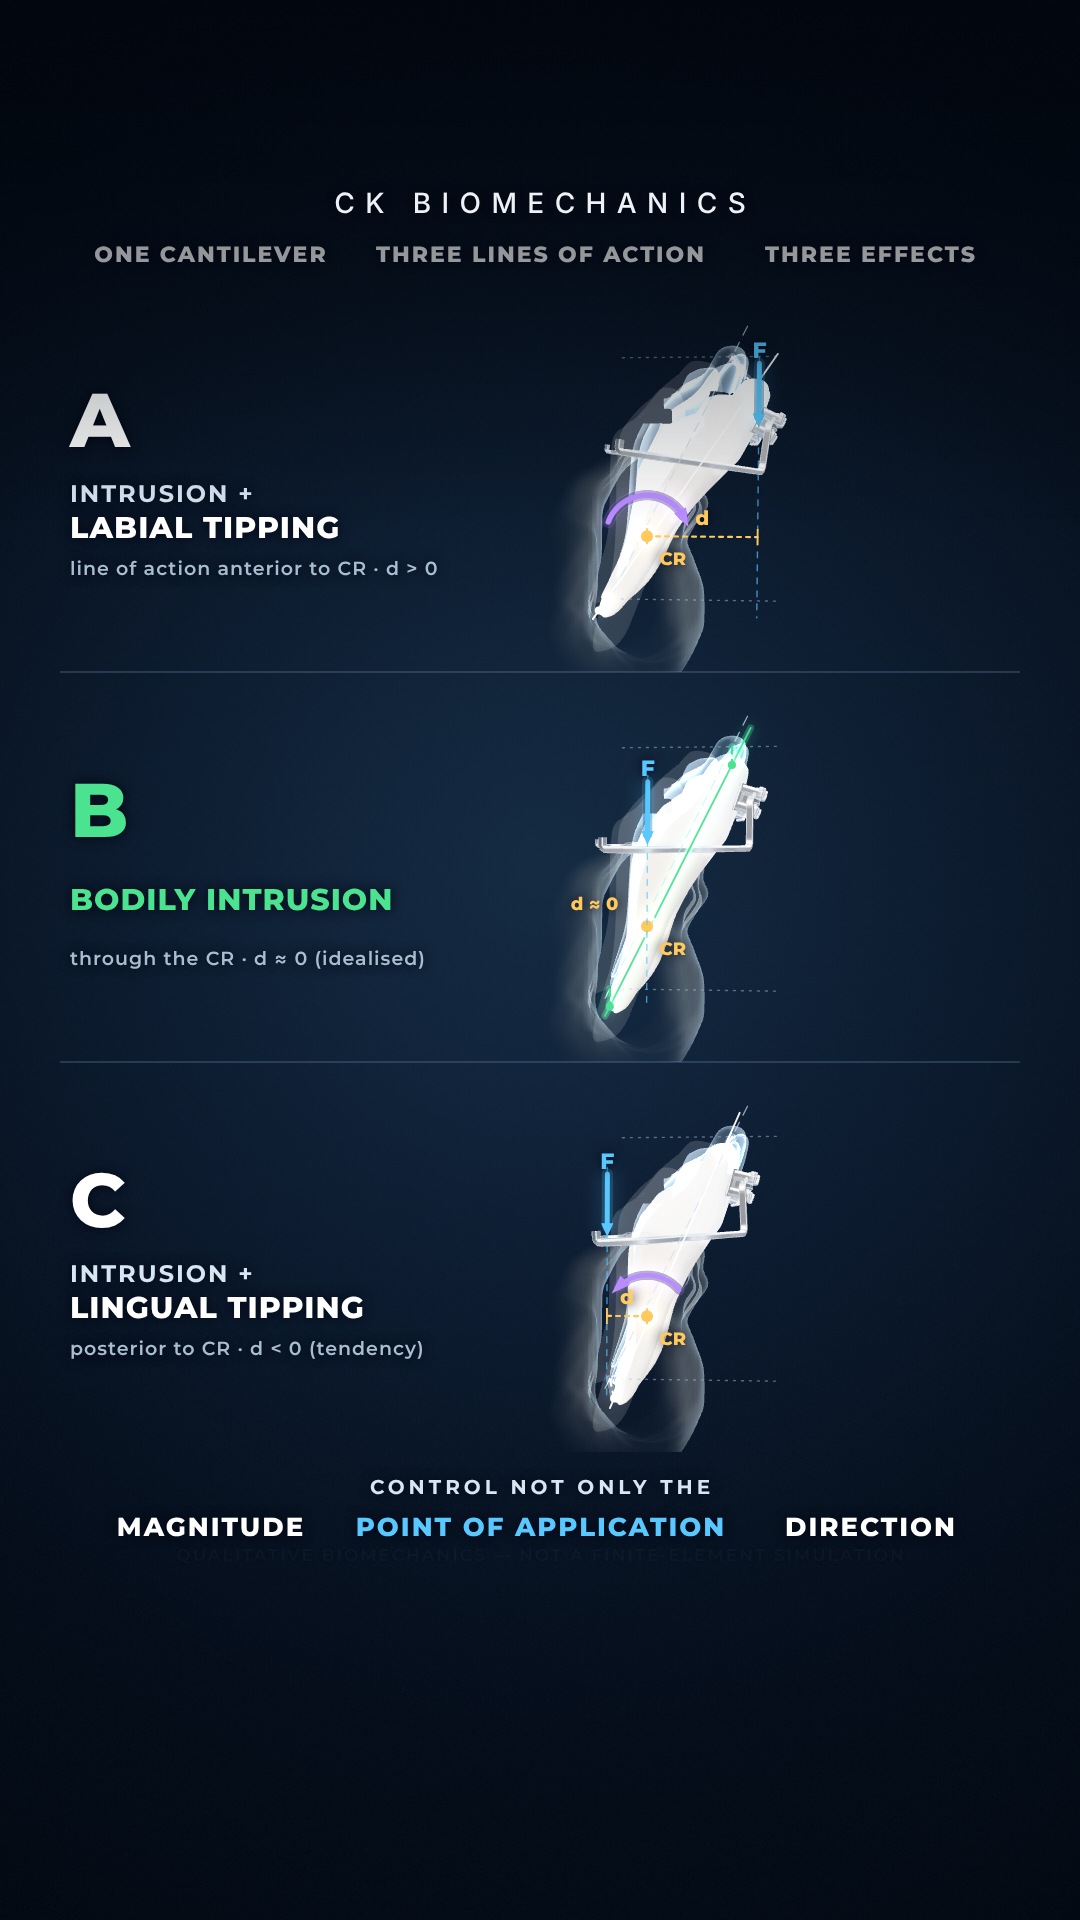 CK BIOMECHANICS
ONE CANTILEVER THREE LINES OF ACTION THREE EFFECTS
A
INTRUSION +
LABIAL TIPPING
line of action anterior to CR · d > 0
F
d
CR
B
BODILY INTRUSION
through the CR · d ≈ 0 (idealised)
F
d ≈ 0
CR
C
INTRUSION +
LINGUAL TIPPING
posterior to CR · d < 0 (tendency)
F
d
CR
CONTROL NOT ONLY THE
MAGNITUDE POINT OF APPLICATION DIRECTION
QUALITATIVE BIOMECHANICS — NOT A FINITE-ELEMENT SIMULATION